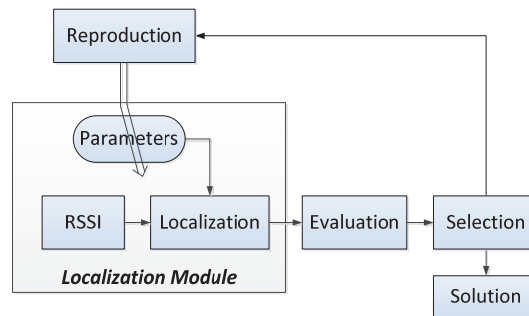 Reproduction
Parameters
RSSI
Localization
Evaluation
Selection
Localization Module
Solution